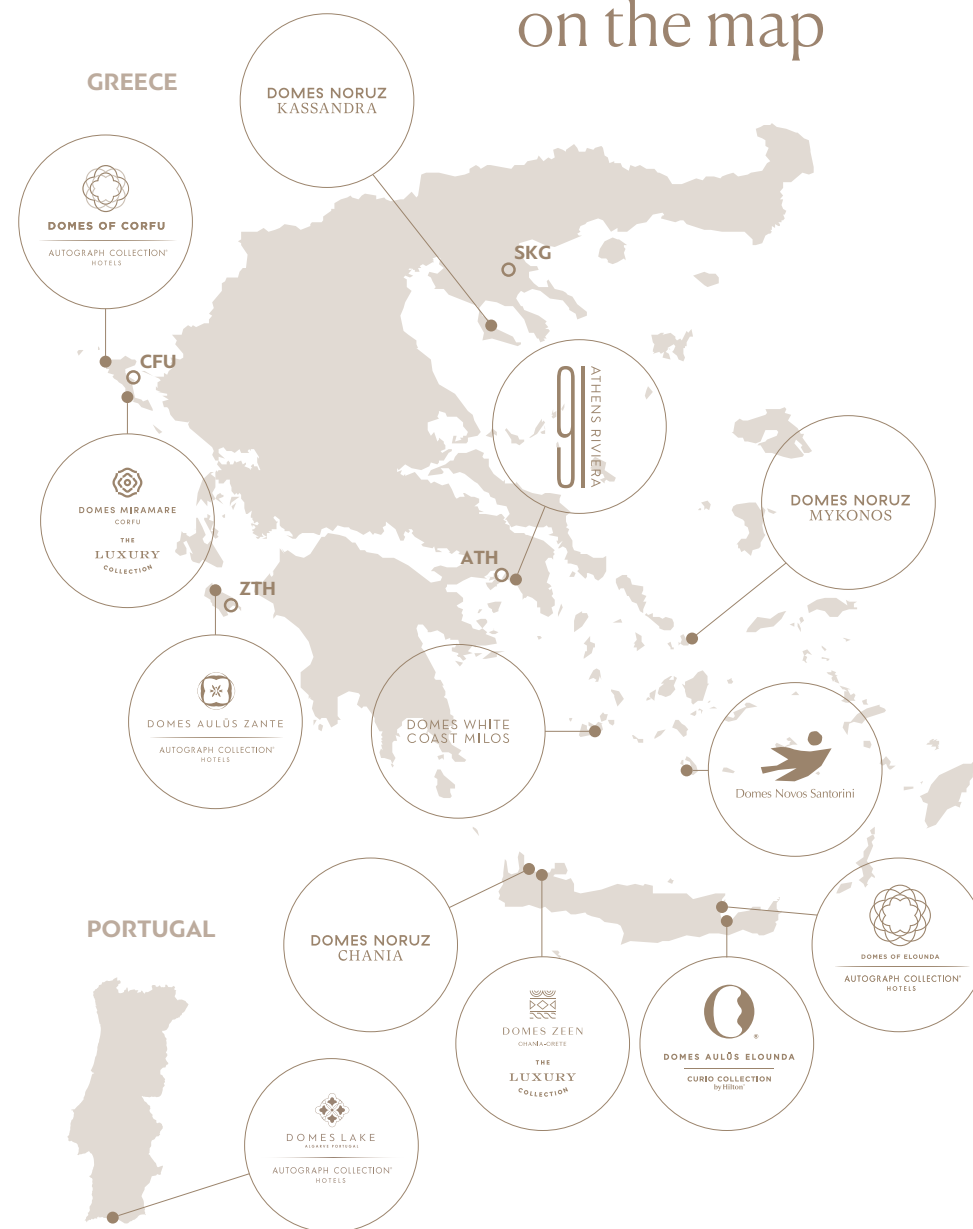 on the map
GREECE
DOMES NORUZ
KASSANDRA
DOMES OF CORFU
AUTOGRAPH COLLECTION®
HOTELS
SKG
CFU
91
ATHENS RIVIERA
DOMES MIRAMARE
CORFU
THE
LUXURY
COLLECTION
DOMES NORUZ
MYKONOS
ATH
ZTH
DOMES AULŪS ZANTE
AUTOGRAPH COLLECTION®
HOTELS
DOMES WHITE
COAST MILOS
Domes Novos Santorini
PORTUGAL
DOMES NORUZ
CHANIA
DOMES ZEEN
CHANIA-CRETE
THE
LUXURY
COLLECTION
DOMES AULŪS ELOUNDA
CURIO COLLECTION
by Hilton®
DOMES OF ELOUNDA
AUTOGRAPH COLLECTION®
HOTELS
DOMES LAKE
ALGARVE PORTUGAL
AUTOGRAPH COLLECTION®
HOTELS